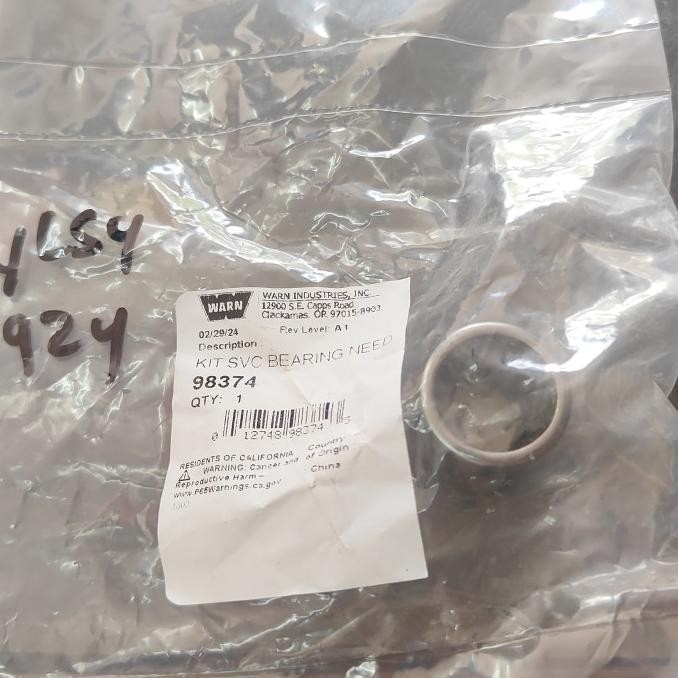 4LS4
924
WARN
WARN INDUSTRIES, INC
12900 S.E. Capps Road
Clackamas, OR 97015-8903
02/29/24
Rev Level: A1
Description:
KIT SVC BEARING NEED
98374
QTY: 1
0 12748 98374 5
RESIDENTS OF CALIFORNIA
WARNING: Cancer and
Reproductive Harm -
www.P65Warnings.ca.gov
Country
of Origin
China